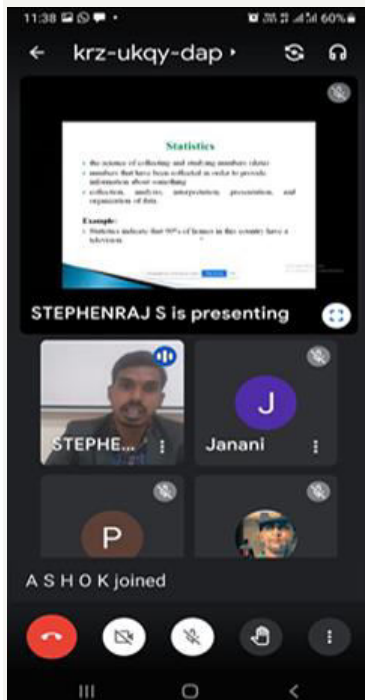 11:38
60%
krz-ukqy-dap
Statistics
the science of collecting and studying numbers (data)
numbers that have been collected in order to provide
information about something
collection, analysis, interpretation, presentation, and
organization of data.
Example:
Statistics indicate that 90% of homes in this country have a
television.
STEPHENRAJ S is presenting
STEPHE...
J
Janani
P
A S H O K joined